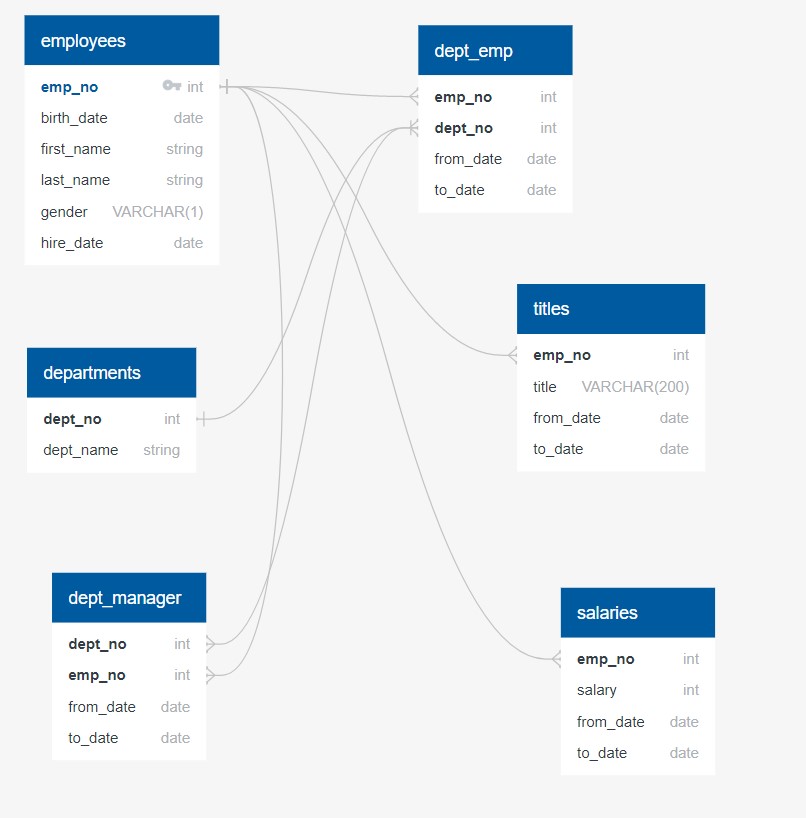 employees
emp_no int
birth_date date
first_name string
last_name string
gender VARCHAR(1)
hire_date date
dept_emp
emp_no int
dept_no int
from_date date
to_date date
titles
emp_no int
title VARCHAR(200)
from_date date
to_date date
departments
dept_no int
dept_name string
dept_manager
dept_no int
emp_no int
from_date date
to_date date
salaries
emp_no int
salary int
from_date date
to_date date